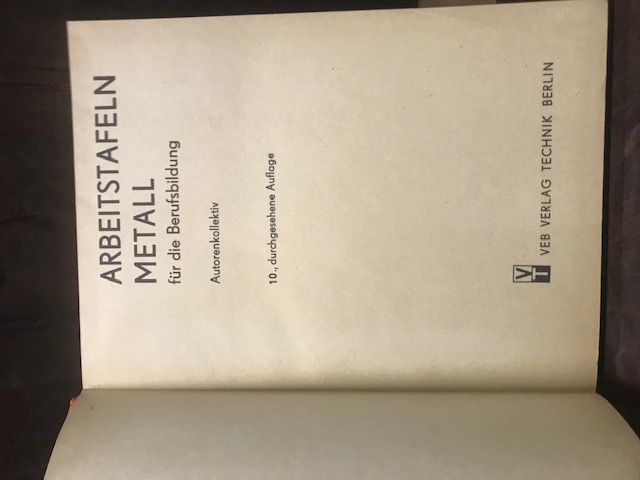 ARBEITSTAFELN
METALL
für die Berufsbildung
Autorenkollektiv
10., durchgesehene Auflage
VT VEB VERLAG TECHNIK BERLIN